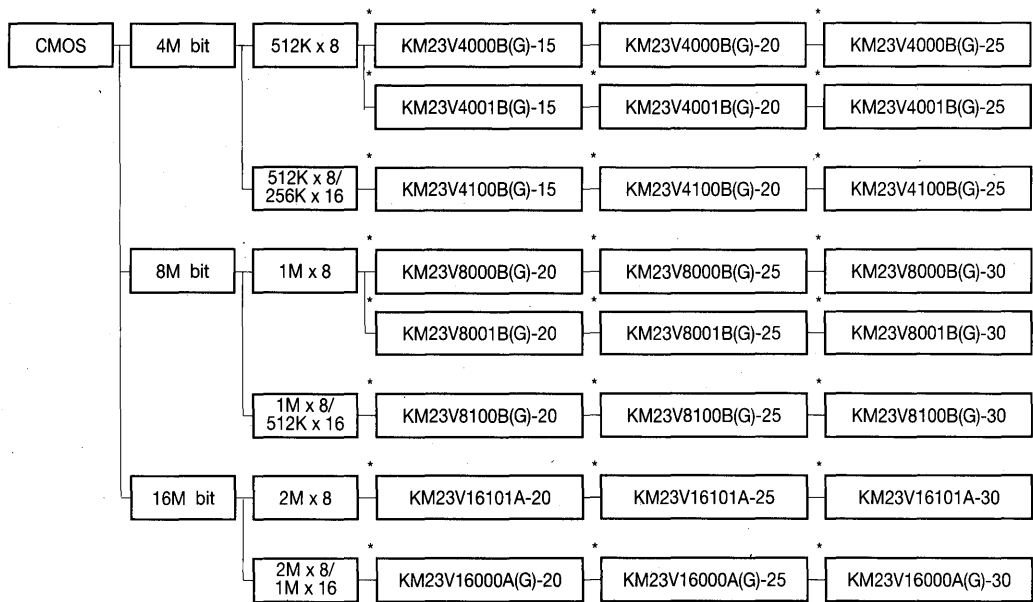 * * *
CMOS 4M bit 512K x 8 KM23V4000B(G)-15 KM23V4000B(G)-20 KM23V4000B(G)-25
* * *
KM23V4001B(G)-15 KM23V4001B(G)-20 KM23V4001B(G)-25
* * *
512K x 8/
256K x 16 KM23V4100B(G)-15 KM23V4100B(G)-20 KM23V4100B(G)-25
* * *
8M bit 1M x 8 KM23V8000B(G)-20 KM23V8000B(G)-25 KM23V8000B(G)-30
* * *
KM23V8001B(G)-20 KM23V8001B(G)-25 KM23V8001B(G)-30
* * *
1M x 8/
512K x 16 KM23V8100B(G)-20 KM23V8100B(G)-25 KM23V8100B(G)-30
* * *
16M bit 2M x 8 KM23V16101A-20 KM23V16101A-25 KM23V16101A-30
* * *
2M x 8/
1M x 16 KM23V16000A(G)-20 KM23V16000A(G)-25 KM23V16000A(G)-30